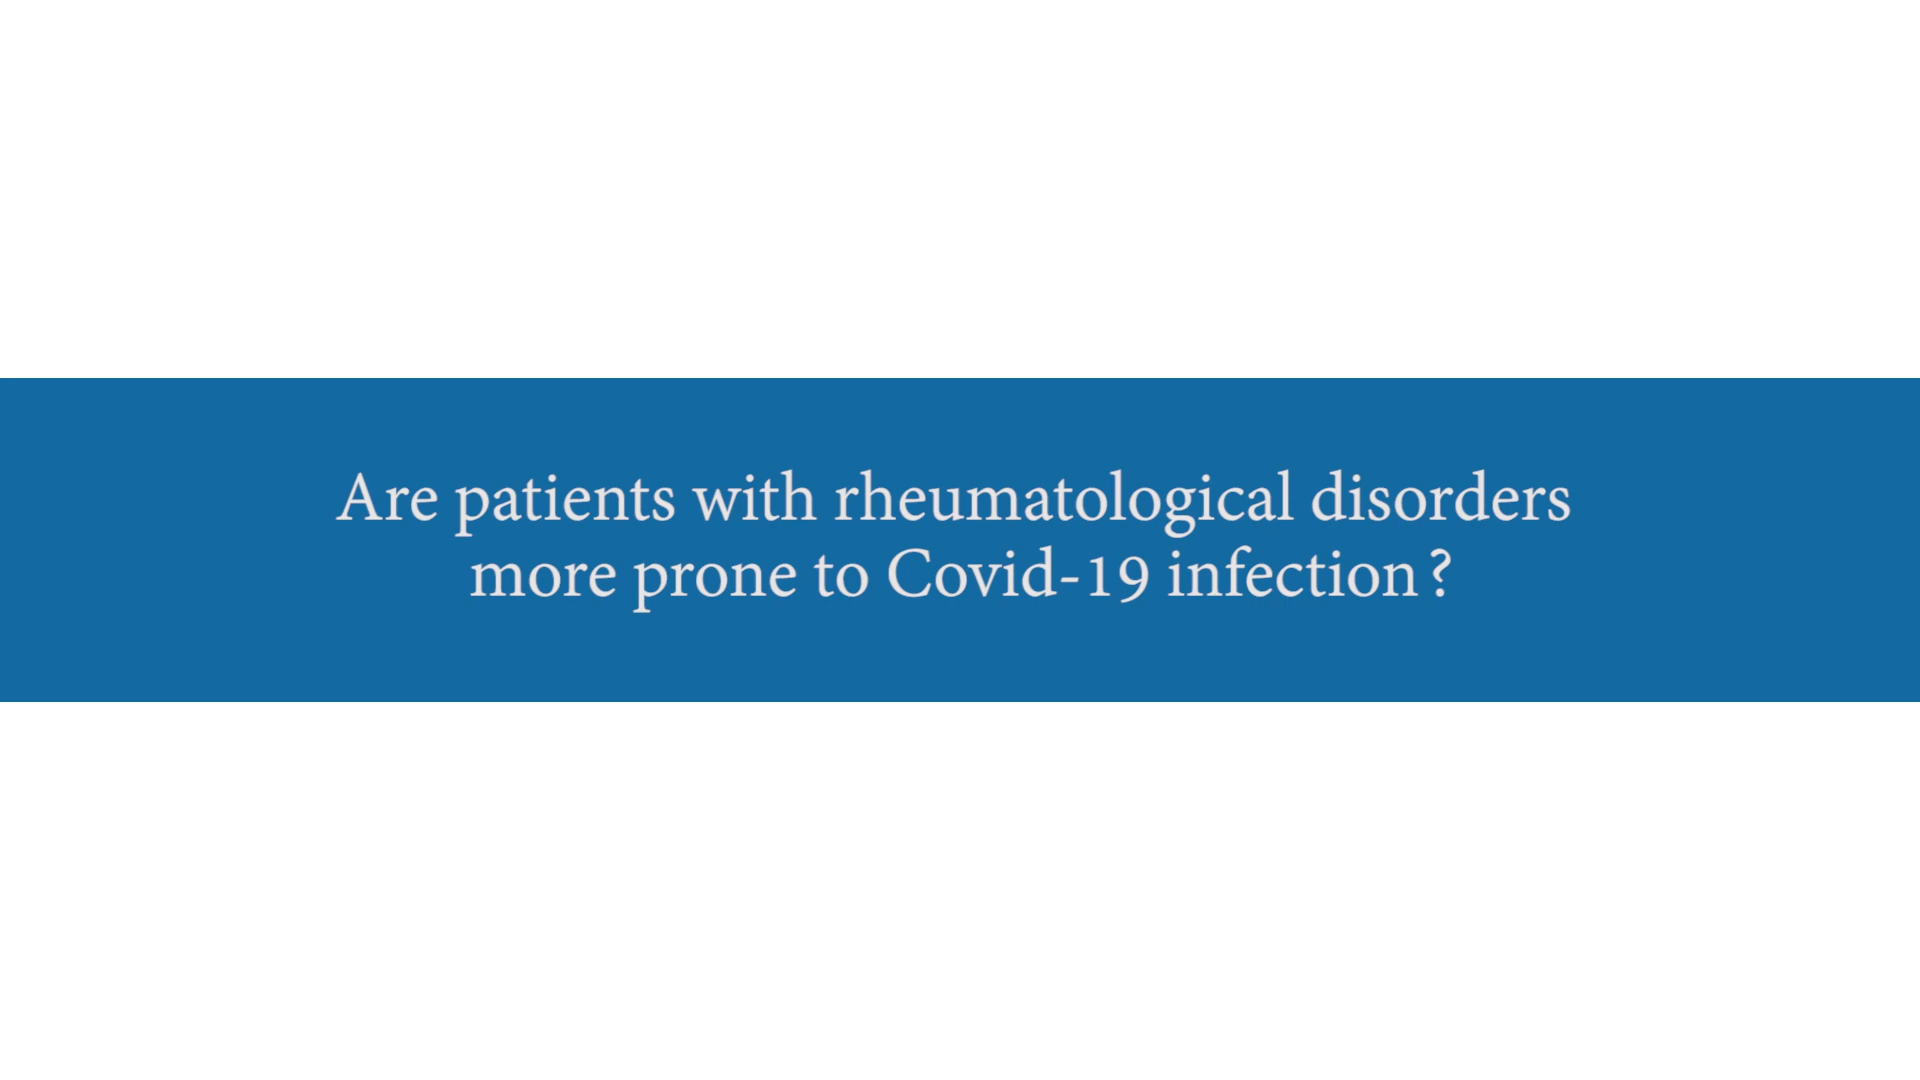 Are patients with rheumatological disorders
more prone to Covid-19 infection?